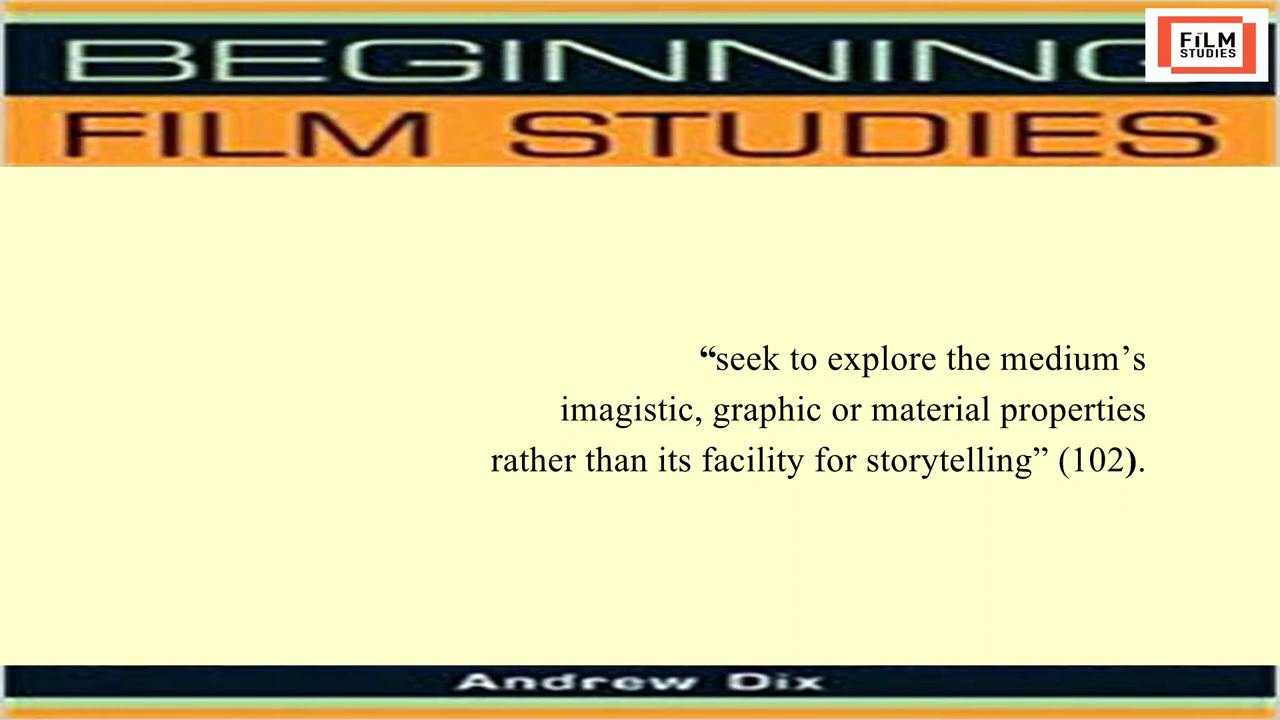 BEGINNING
FiLM
STUDIES
FILM STUDIES
“seek to explore the medium’s
imagistic, graphic or material properties
rather than its facility for storytelling” (102).
Andrew Dix